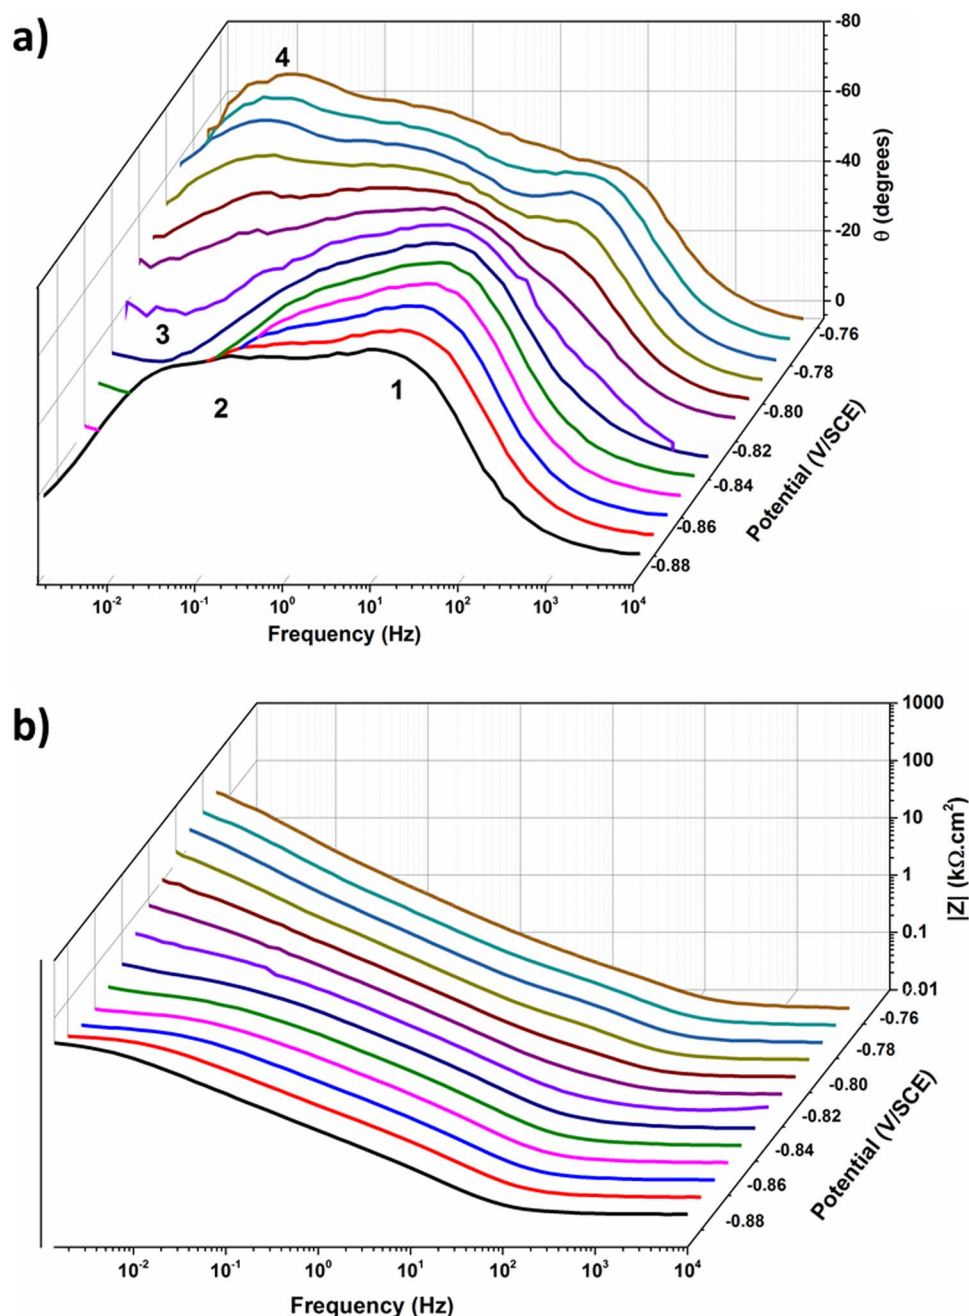 a)
4
3
2
1
-80
-60
-40
-20
0
θ (degrees)
-0.76
-0.78
-0.80
-0.82
-0.84
-0.86
-0.88
Potential (V/SCE)
10⁻² 10⁻¹ 10⁰ 10¹ 10² 10³ 10⁴
Frequency (Hz)
b)
1000
100
10
1
0.1
0.01
|Z| (kΩ.cm²)
-0.76
-0.78
-0.80
-0.82
-0.84
-0.86
-0.88
Potential (V/SCE)
10⁻² 10⁻¹ 10⁰ 10¹ 10² 10³ 10⁴
Frequency (Hz)